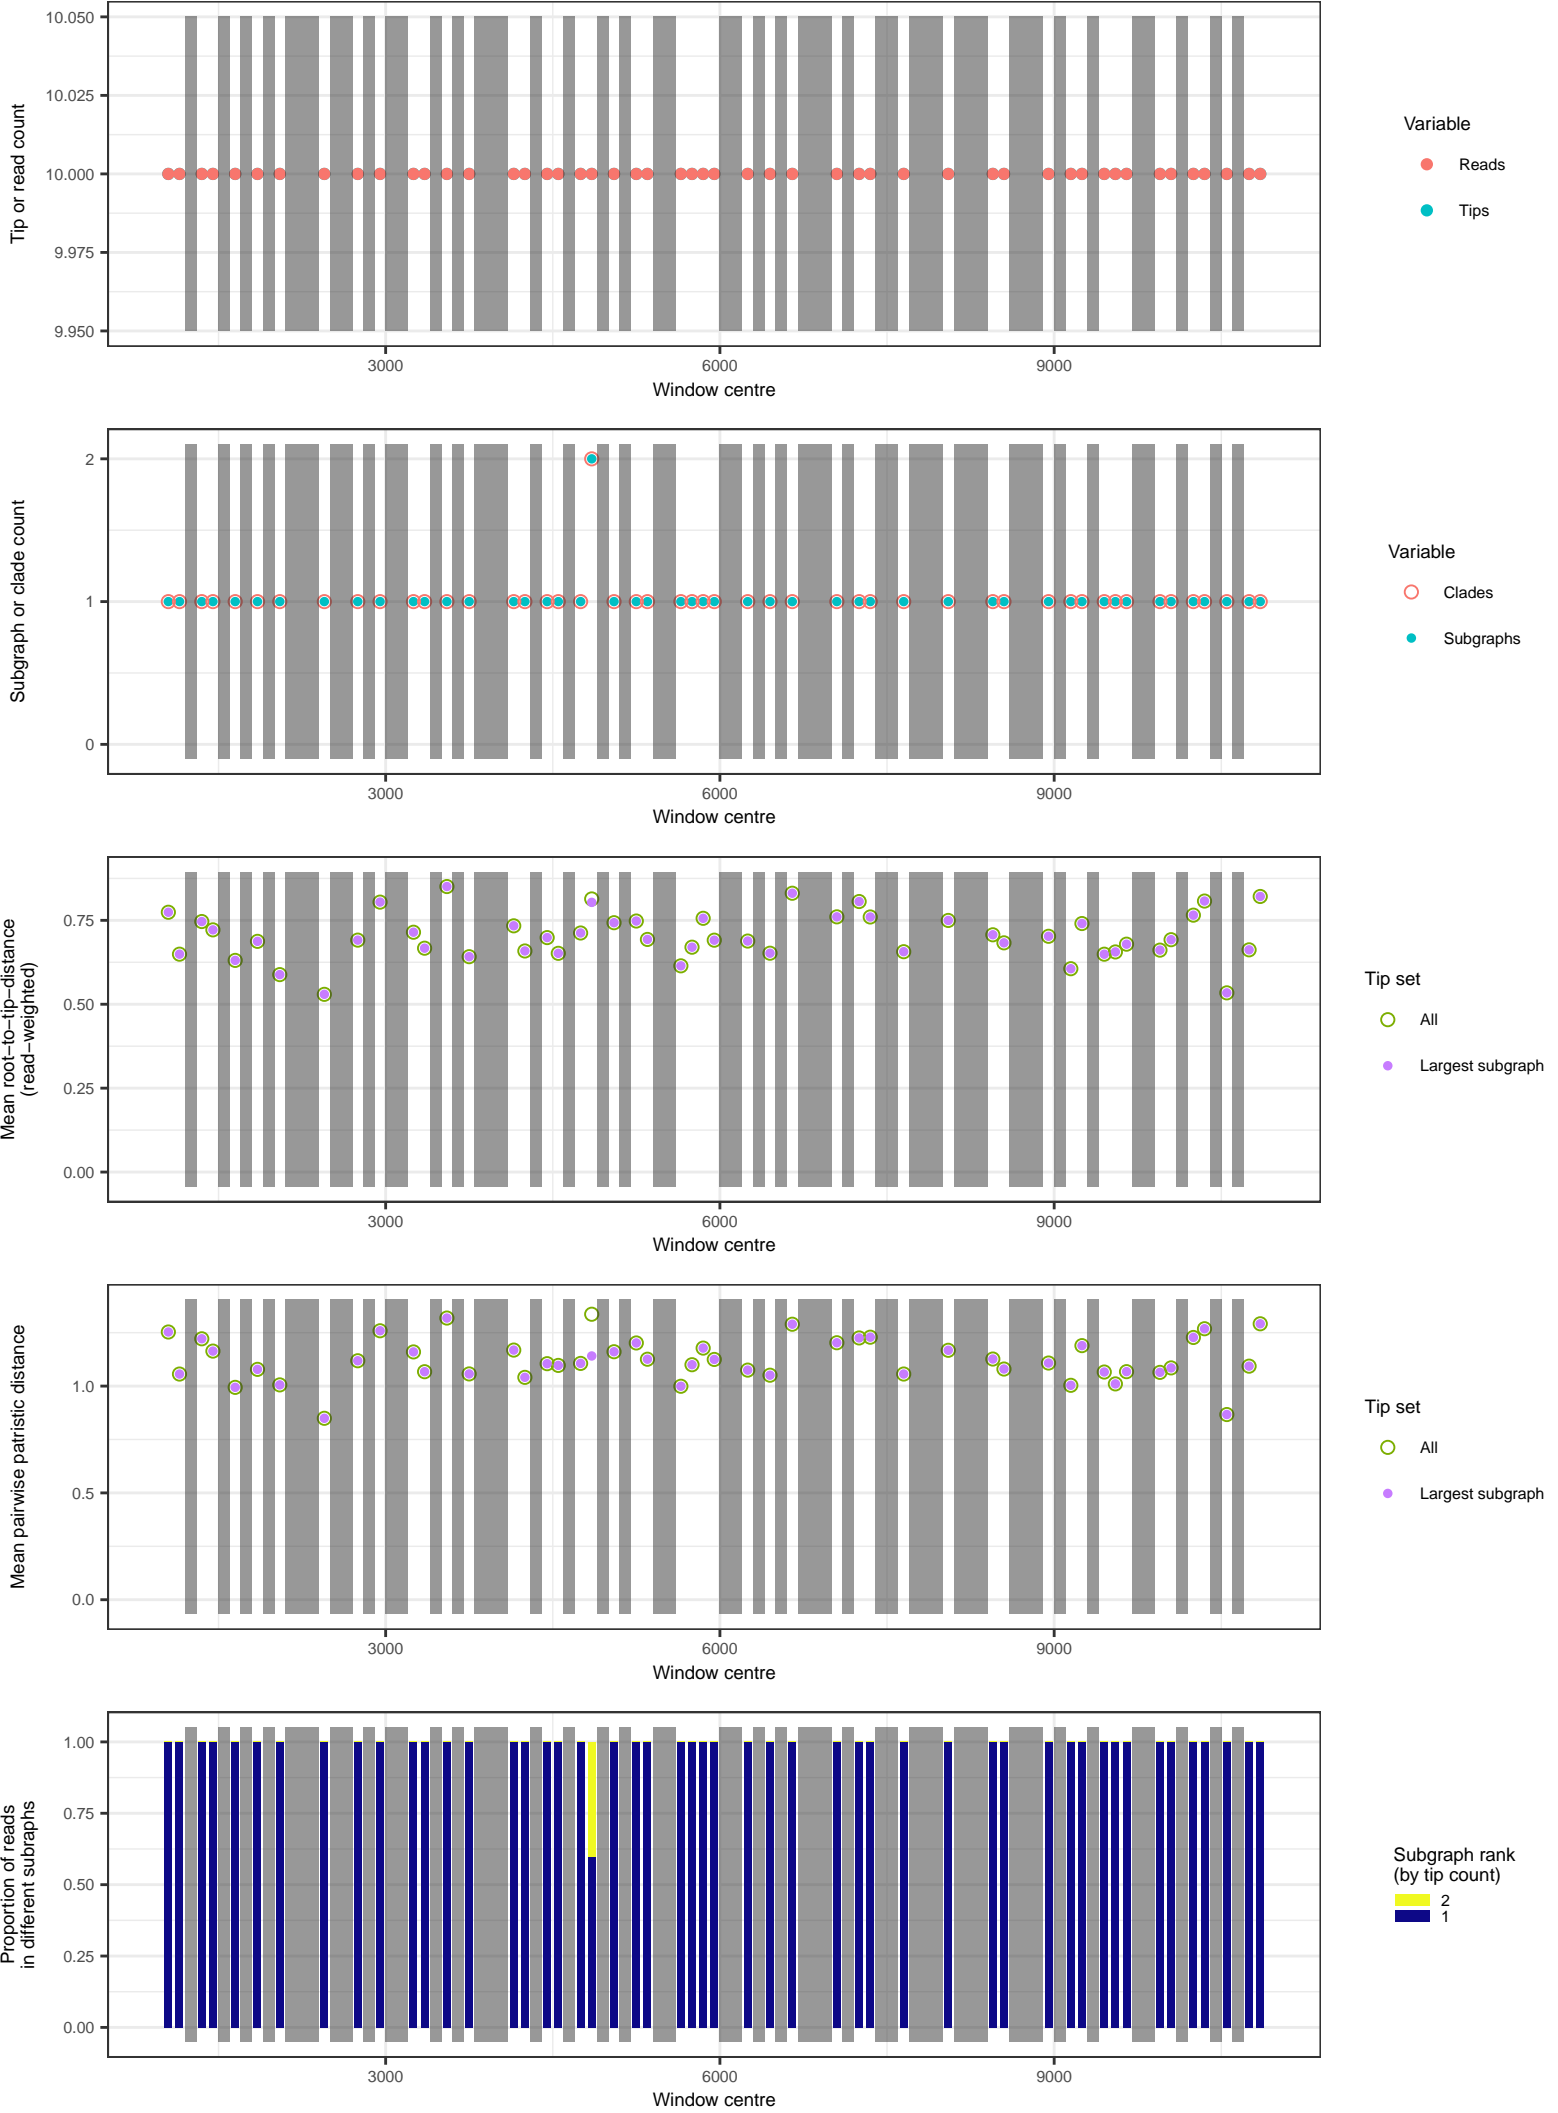 10.050
10.025
10.000
9.975
9.950
Tip or read count
3000
6000
9000
Window centre
Variable
Reads
Tips
2
1
0
Subgraph or clade count
3000
6000
9000
Window centre
Variable
Clades
Subgraphs
0.75
0.50
0.25
0.00
Mean root−to−tip−distance
(read−weighted)
3000
6000
9000
Window centre
Tip set
All
Largest subgraph
1.0
0.5
0.0
Mean pairwise patristic distance
3000
6000
9000
Window centre
Tip set
All
Largest subgraph
1.00
0.75
0.50
0.25
0.00
Proportion of reads
in different subraphs
3000
6000
9000
Window centre
Subgraph rank
(by tip count)
2
1